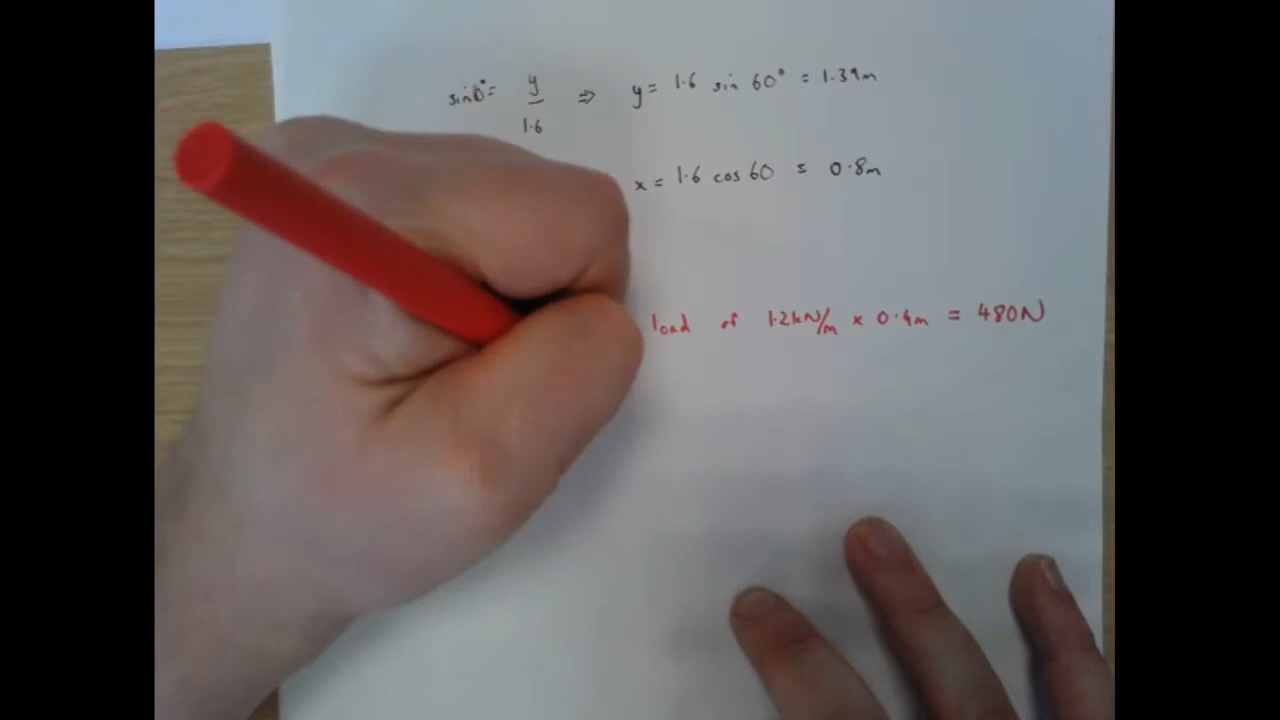 sin60° = y/1.6 ⇒ y = 1.6 sin 60° = 1.39m
x = 1.6 cos 60 = 0.8m
load of 1.2kN/m × 0.4m = 480N